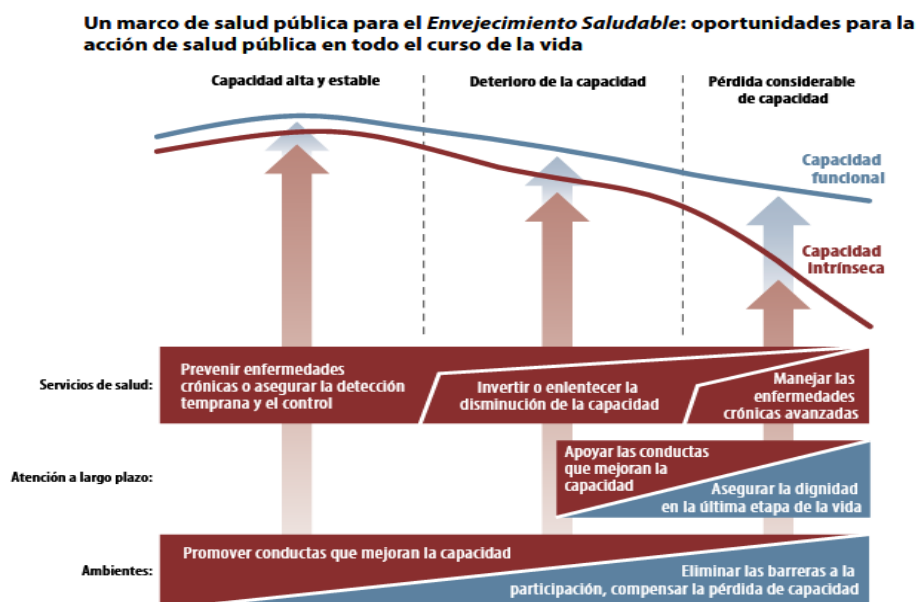 Un marco de salud pública para el Envejecimiento Saludable: oportunidades para la
acción de salud pública en todo el curso de la vida
Capacidad alta y estable
Deterioro de la capacidad
Pérdida considerable
de capacidad
Capacidad
funcional
Capacidad
intrínseca
Servicios de salud:
Prevenir enfermedades
crónicas o asegurar la detección
temprana y el control
Invertir o enlentecer la
disminución de la capacidad
Manejar las
enfermedades
crónicas avanzadas
Atención a largo plazo:
Apoyar las conductas
que mejoran la
capacidad
Asegurar la dignidad
en la última etapa de la vida
Ambientes:
Promover conductas que mejoran la capacidad
Eliminar las barreras a la
participación, compensar la pérdida de capacidad